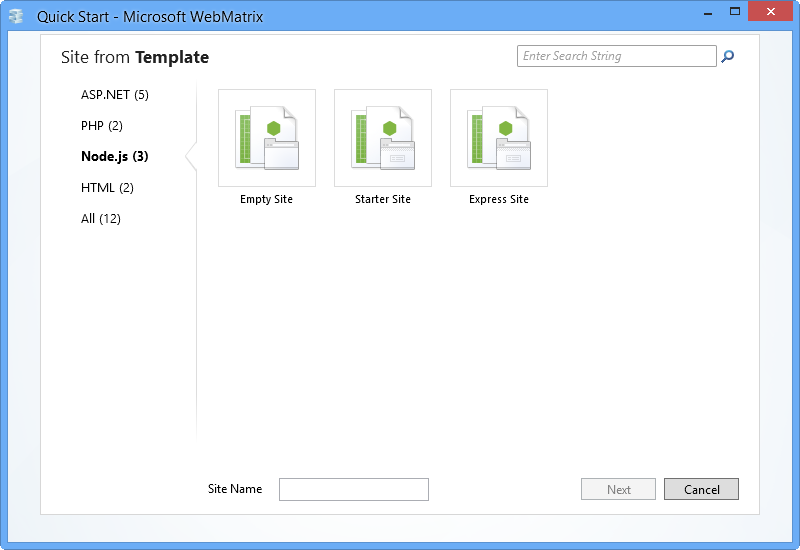 Quick Start - Microsoft WebMatrix
Site from Template
Enter Search String
ASP.NET (5)
PHP (2)
Node.js (3)
HTML (2)
All (12)
Empty Site
Starter Site
Express Site
Site Name
Next
Cancel